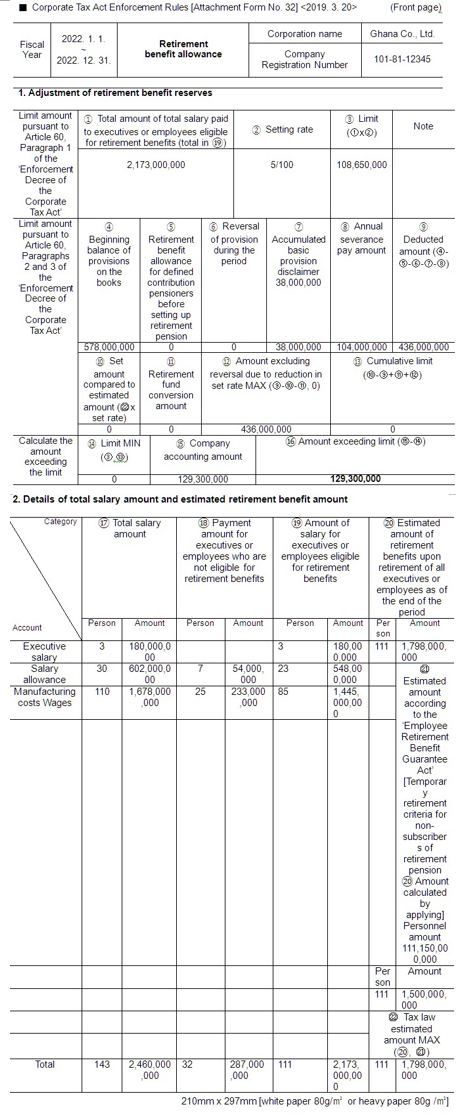 ■ Corporate Tax Act Enforcement Rules [Attachment Form No. 32] <2019. 3. 20> (Front page)
Fiscal
Year
2022. 1. 1.
~
2022. 12. 31.
Retirement
benefit allowance
Corporation name
Ghana Co., Ltd.
Company
Registration Number
101-81-12345
1. Adjustment of retirement benefit reserves
Limit amount
pursuant to
Article 60,
Paragraph 1
of the
'Enforcement
Decree of
the
Corporate
Tax Act'
① Total amount of total salary paid
to executives or employees eligible
for retirement benefits (total in ⑲)
② Setting rate
③ Limit
(①x②)
Note
2,173,000,000
5/100
108,650,000
Limit amount
pursuant to
Article 60,
Paragraphs
2 and 3 of
the
'Enforcement
Decree of
the
Corporate
Tax Act'
④
Beginning
balance of
provisions
on the
books
⑤
Retirement
benefit
allowance
for defined
contribution
pensioners
before
setting up
retirement
pension
⑥ Reversal
of provision
during the
period
⑦
Accumulated
basic
provision
disclaimer
38,000,000
⑧ Annual
severance
pay amount
⑨
Deducted
amount (④-
⑤-⑥-⑦-⑧)
578,000,000
0
0
38,000,000
104,000,000
436,000,000
⑩ Set
amount
compared to
estimated
amount (㉒x
set rate)
⑪
Retirement
fund
conversion
amount
⑫ Amount excluding
reversal due to reduction in
set rate MAX (⑨-⑩-⑪, 0)
⑬ Cumulative limit
(⑩-⑨+⑪+⑫)
0
0
436,000,000
0
Calculate the
amount
exceeding
the limit
⑭ Limit MIN
(③,⑬)
⑮ Company
accounting amount
⑯ Amount exceeding limit (⑮-⑭)
0
129,300,000
129,300,000
2. Details of total salary amount and estimated retirement benefit amount
Category
Account
⑰ Total salary
amount
⑱ Payment
amount for
executives or
employees who are
not eligible for
retirement benefits
⑲ Amount of
salary for
executives or
employees eligible
for retirement
benefits
⑳ Estimated
amount of
retirement
benefits upon
retirement of all
executives or
employees as of
the end of the
period
Person
Amount
Person
Amount
Person
Amount
Per
son
Amount
Executive
salary
3
180,000,0
00
3
180,00
0,000
111
1,798,000,
000
Salary
allowance
30
602,000,0
00
7
54,000,
000
23
548,00
0,000
㉑
Estimated
amount
according
to the
'Employee
Retirement
Benefit
Guarantee
Act'
[Temporar
y
retirement
criteria for
non-
subscriber
s of
retirement
pension
⑳ Amount
calculated
by
applying]
Personnel
amount
111,150,00
0,000
Manufacturing
costs Wages
110
1,678,000
,000
25
233,000
,000
85
1,445,
000,00
0
Per
son
Amount
111
1,500,000,
000
㉒ Tax law
estimated
amount MAX
(⑳, ㉑)
Total
143
2,460,000
,000
32
287,000
,000
111
2,173,
000,00
0
111
1,798,000,
000
210mm x 297mm [white paper 80g/m² or heavy paper 80g /m²]